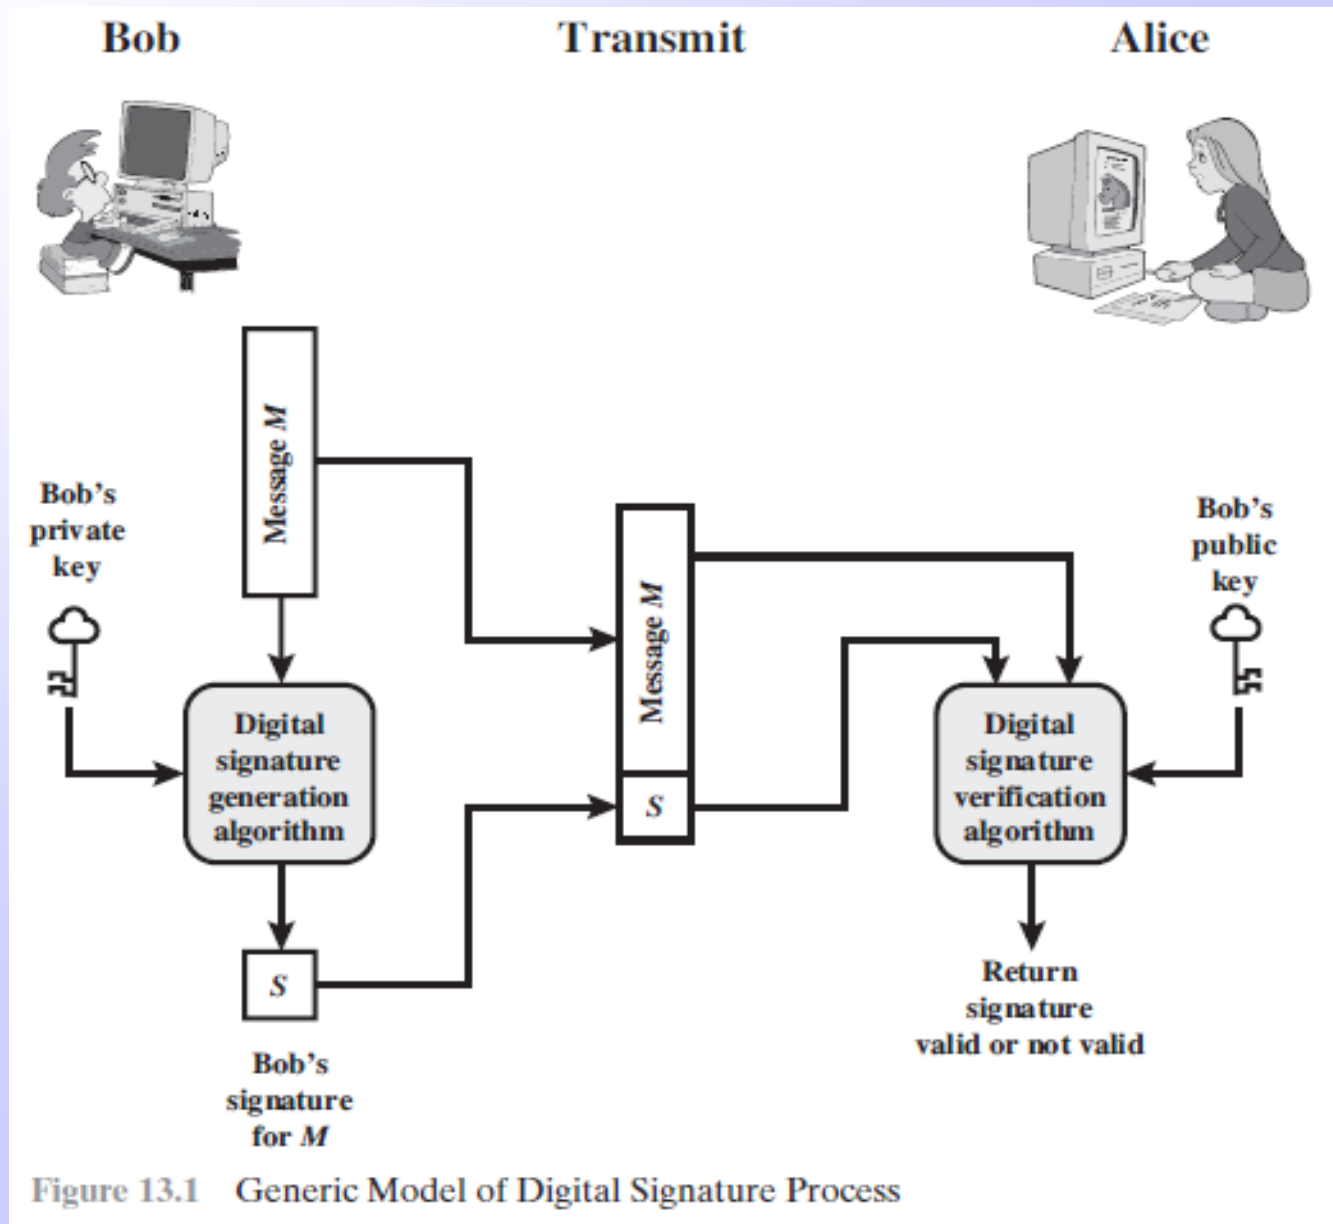 Bob
Transmit
Alice
Message M
Bob's
private
key
Digital
signature
generation
algorithm
S
Bob's
signature
for M
Message M
S
Bob's
public
key
Digital
signature
verification
algorithm
Return
signature
valid or not valid
Figure 13.1 Generic Model of Digital Signature Process